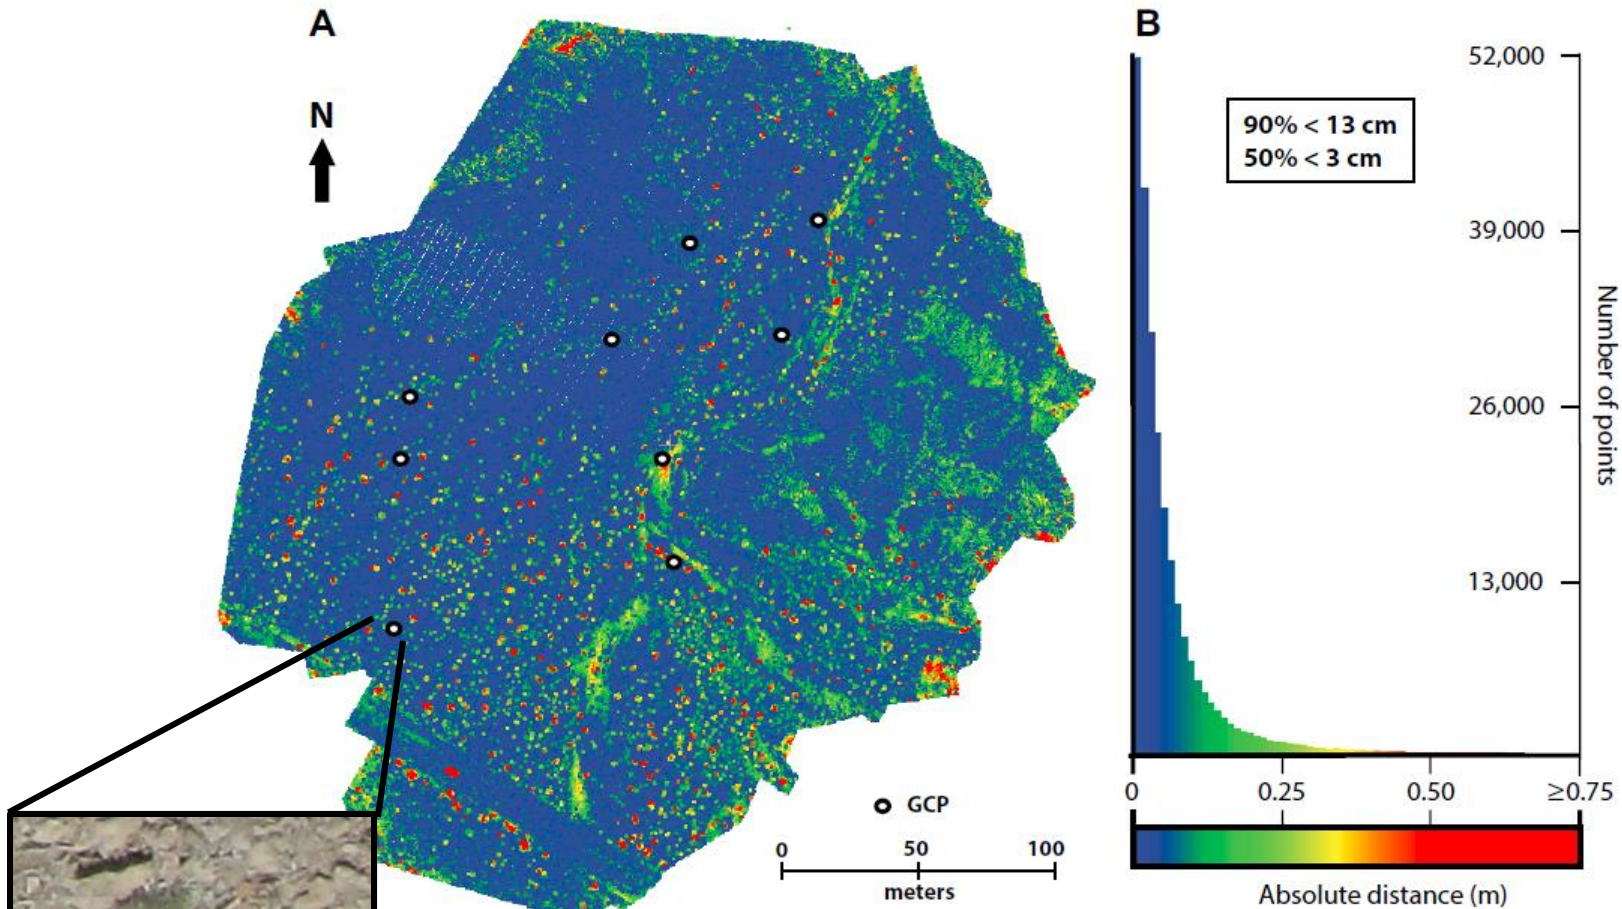 A
N
GCP
0 50 100
meters
B
52,000
90% < 13 cm
50% < 3 cm
39,000
26,000
13,000
Number of points
0 0.25 0.50 ≥0.75
Absolute distance (m)